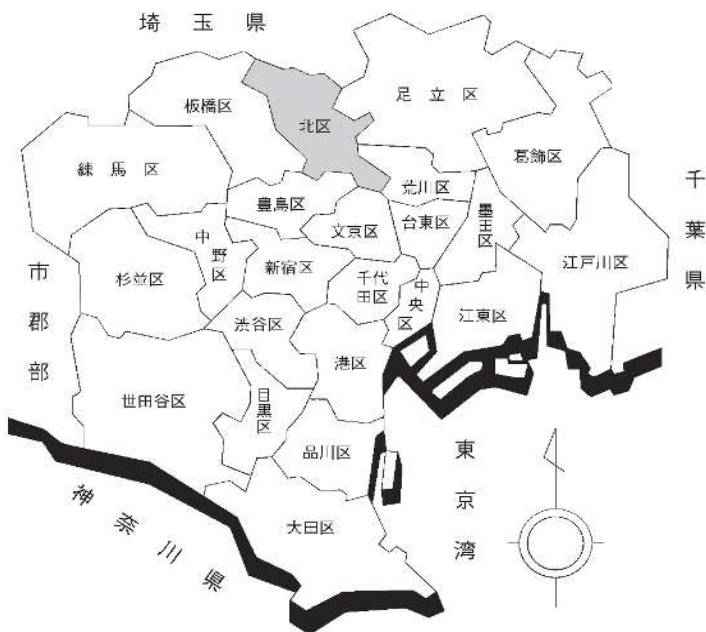 埼玉県
足立区
板橋区
北区
葛飾区
練馬区
荒川区
千葉県
豊島区
墨田区
文京区
台東区
中野区
江戸川区
新宿区
千代
田区
杉並区
市郡部
中央区
江東区
渋谷区
港区
世田谷区
目黒区
品川区
東京湾
神奈川県
大田区